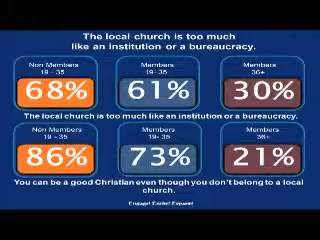 The local church is too much
like an institution or a bureaucracy.
Non Members
19 - 35
Members
19- 35
Members
36+
68%
61%
30%
The local church is too much like an institution or a bureaucracy.
Non Members
19 - 35
Members
19- 35
Members
36+
86%
73%
21%
You can be a good Christian even though you don't belong to a local
church.